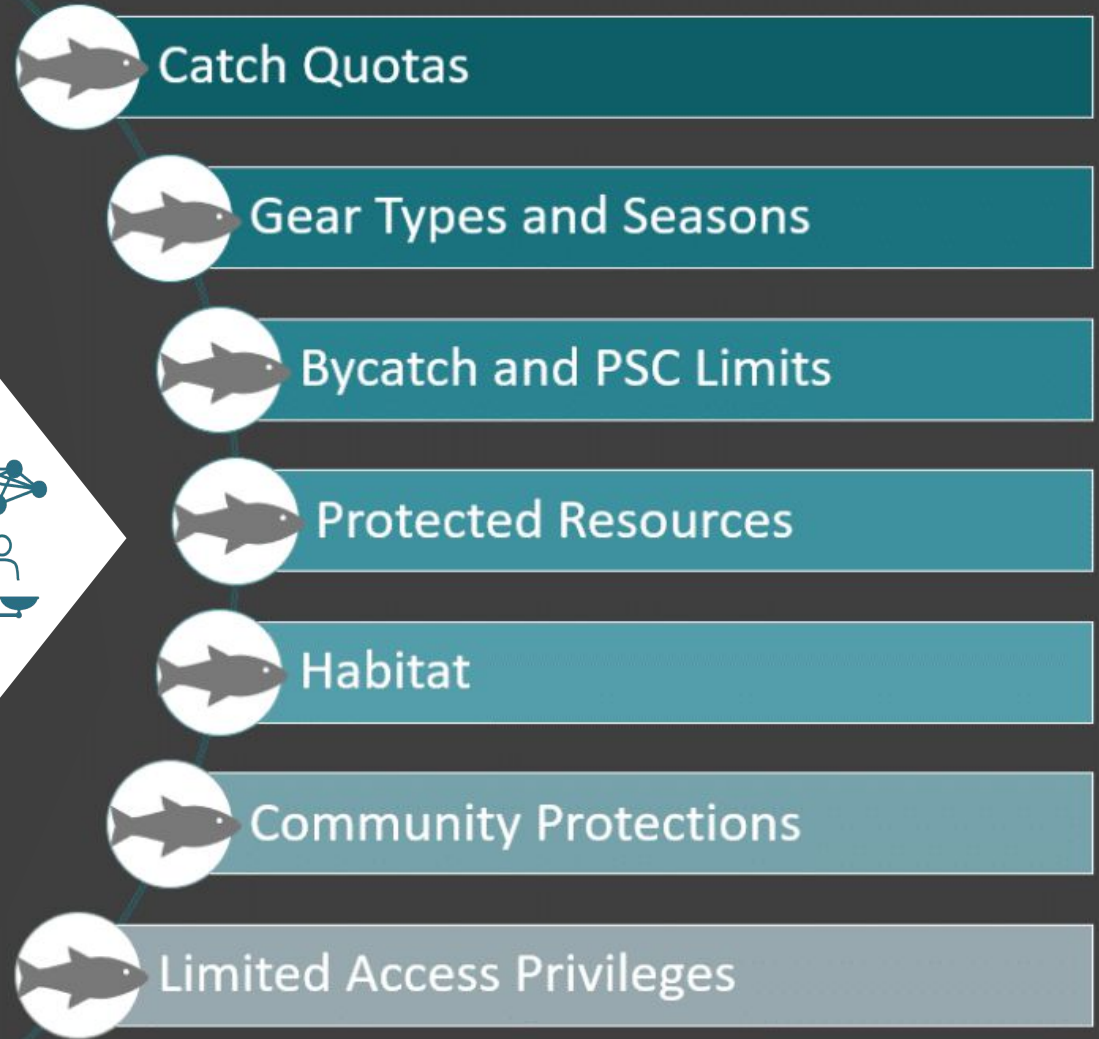 Catch Quotas
Gear Types and Seasons
Bycatch and PSC Limits
Protected Resources
Habitat
Community Protections
Limited Access Privileges